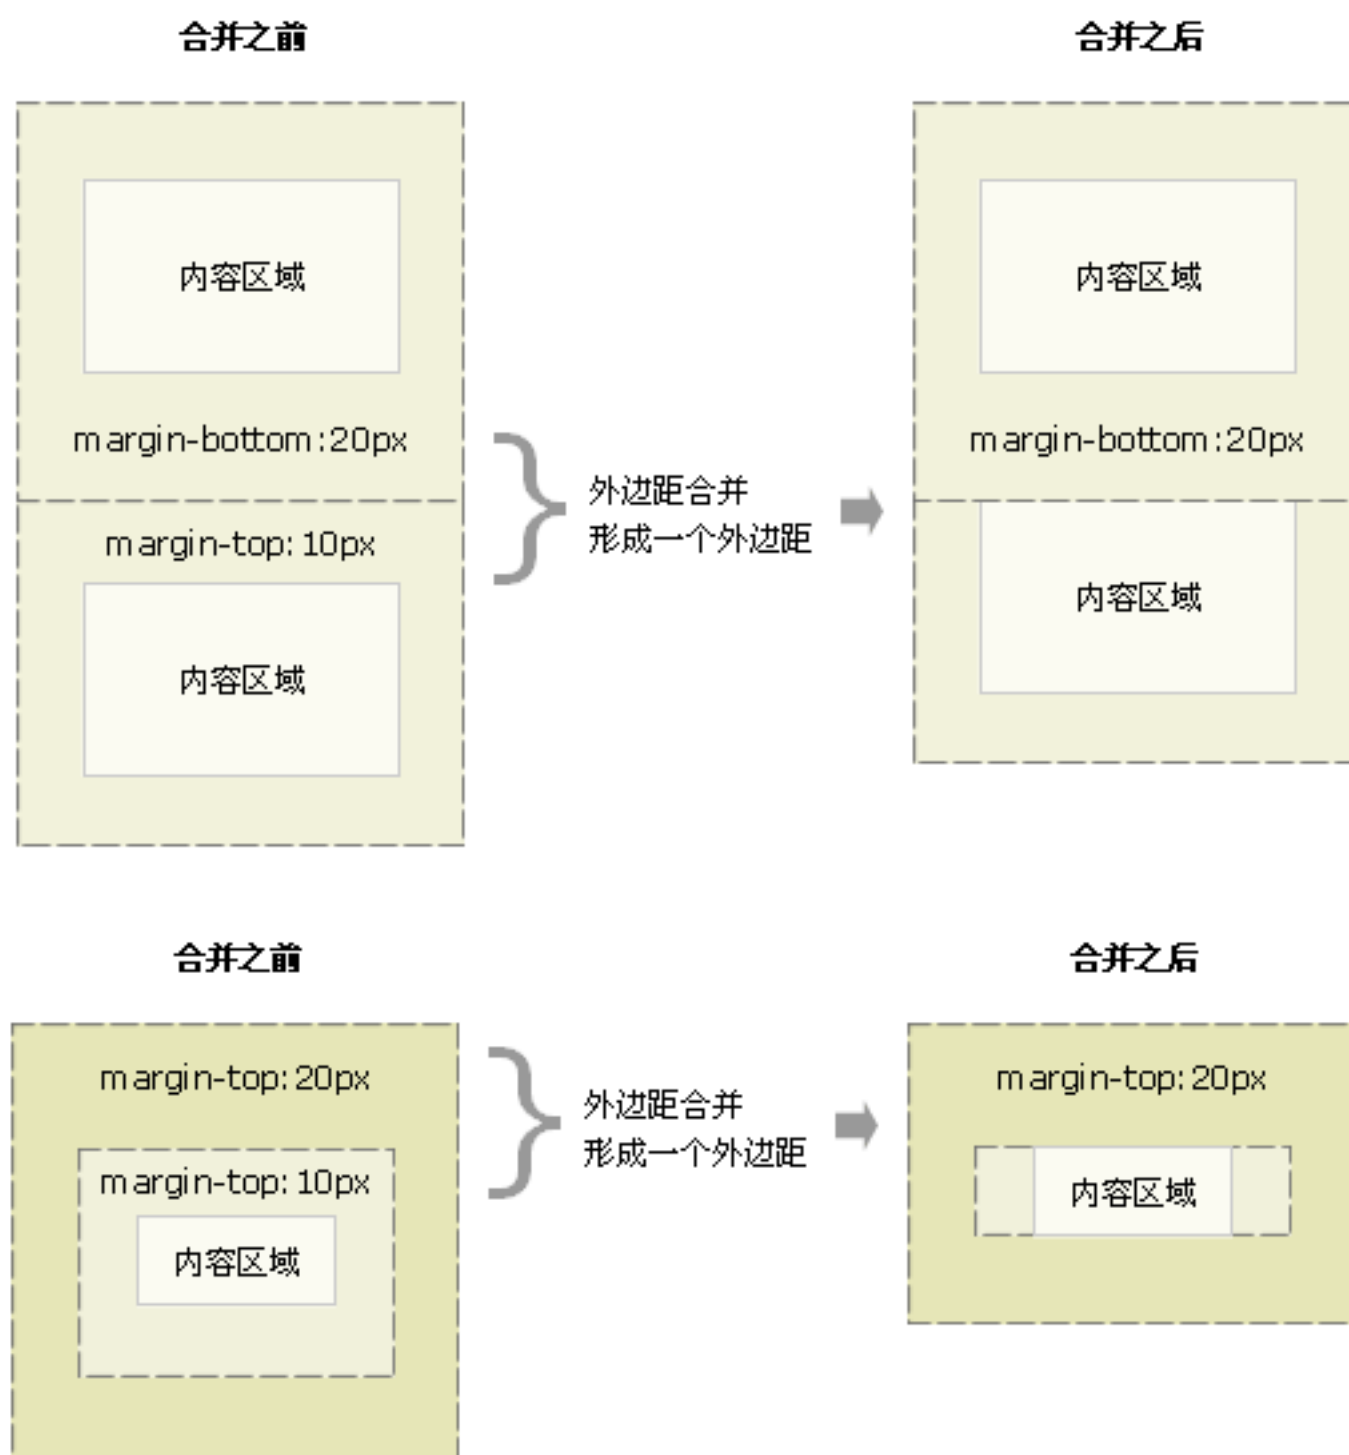 合并之前
合并之后
内容区域
内容区域
margin-bottom:20px
margin-bottom:20px
外边距合并
形成一个外边距
margin-top:10px
内容区域
内容区域
合并之前
合并之后
margin-top:20px
margin-top:20px
外边距合并
形成一个外边距
margin-top:10px
内容区域
内容区域